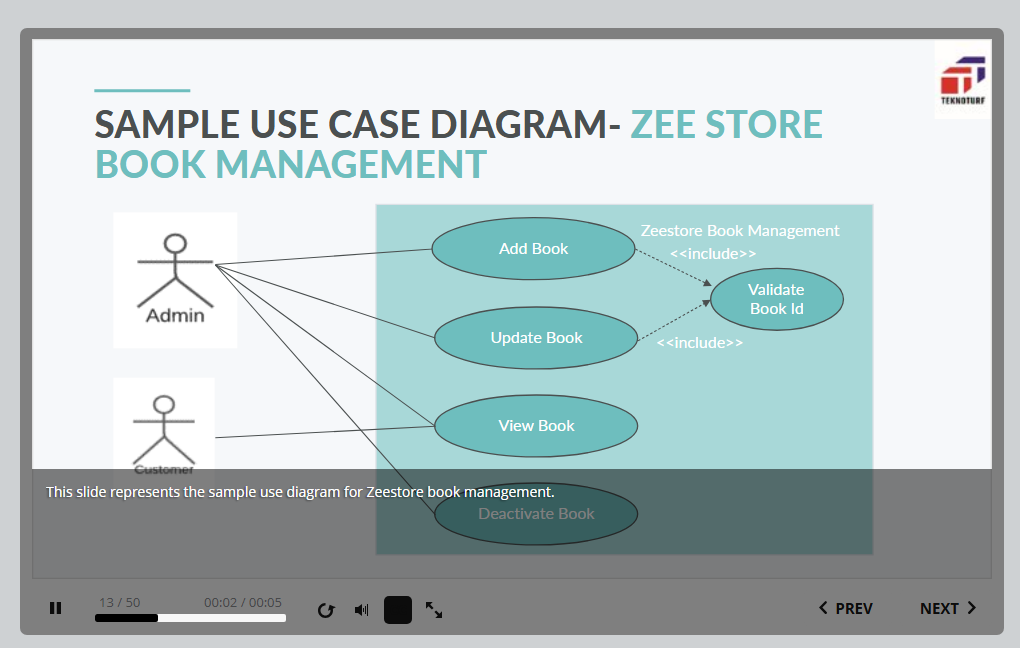 TEKNOTURF
SAMPLE USE CASE DIAGRAM- ZEE STORE
BOOK MANAGEMENT
Zeestore Book Management
Add Book
<<include>>
Validate
Book Id
Admin
Update Book
<<include>>
View Book
Customer
This slide represents the sample use diagram for Zeestore book management.
Deactivate Book
13 / 50
00:02 / 00:05
PREV
NEXT